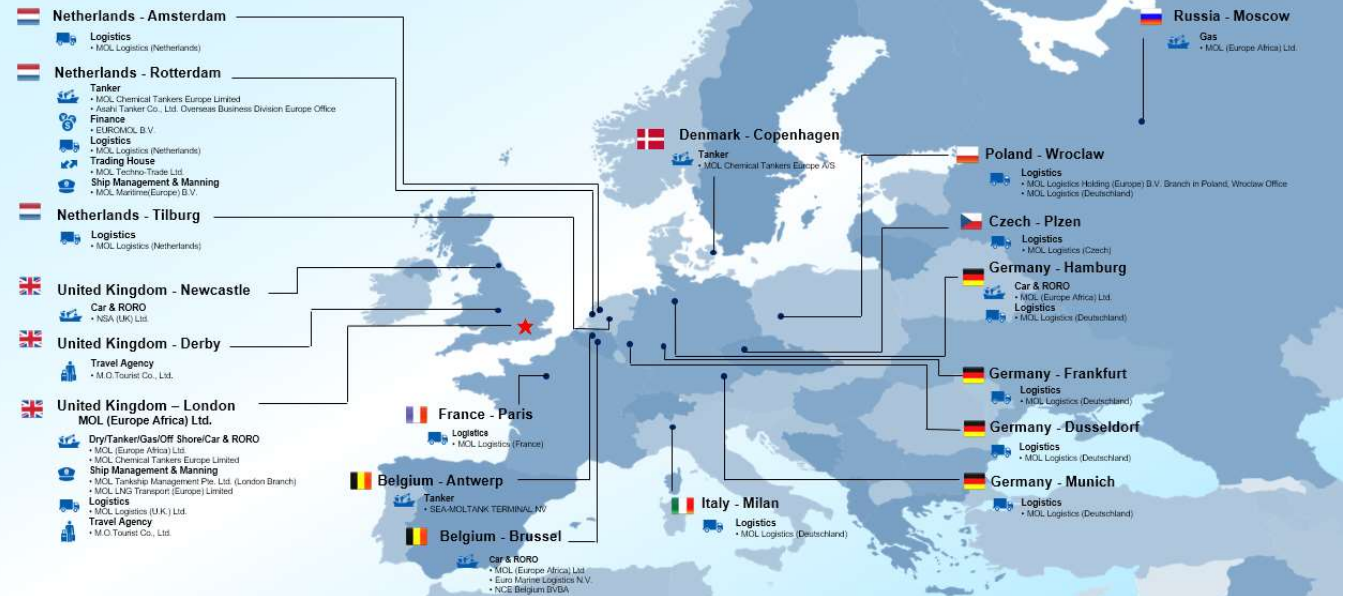 Netherlands - Amsterdam
Logistics
• MOL Logistics (Netherlands)
Netherlands - Rotterdam
Tanker
• MOL Chemical Tankers Europe Limited
• Asahi Tanker Co., Ltd. Overseas Business Division Europe Office
Finance
• EUROMOL B.V.
Logistics
• MOL Logistics (Netherlands)
Trading House
• MOL Techno-Trade Ltd.
Ship Management & Manning
• MOL Maritime(Europe) B.V.
Netherlands - Tilburg
Logistics
• MOL Logistics (Netherlands)
United Kingdom - Newcastle
Car & RORO
• NSA (UK) Ltd.
United Kingdom - Derby
Travel Agency
• M.O.Tourist Co., Ltd.
United Kingdom – London
MOL (Europe Africa) Ltd.
Dry/Tanker/Gas/Off Shore/Car & RORO
• MOL (Europe Africa) Ltd.
• MOL Chemical Tankers Europe Limited
Ship Management & Manning
• MOL Tankship Management Pte. Ltd. (London Branch)
• MOL LNG Transport (Europe) Limited
Logistics
• MOL Logistics (U.K.) Ltd.
Travel Agency
• M.O.Tourist Co., Ltd.
France - Paris
Logistics
• MOL Logistics (France)
Belgium - Antwerp
Tanker
• SEA-MOLTANK TERMINAL NV
Belgium - Brussel
Car & RORO
• MOL (Europe Africa) Ltd
• Euro Marine Logistics N.V.
• NCE Belgium BVBA
Denmark - Copenhagen
Tanker
• MOL Chemical Tankers Europe A/S
Italy - Milan
Logistics
• MOL Logistics (Deutschland)
Russia - Moscow
Gas
• MOL (Europe Africa) Ltd.
Poland - Wroclaw
Logistics
• MOL Logistics Holding (Europe) B.V. Branch in Poland, Wroclaw Office
• MOL Logistics (Deutschland)
Czech - Plzen
Logistics
• MOL Logistics (Czech)
Germany - Hamburg
Car & RORO
• MOL (Europe Africa) Ltd.
Logistics
• MOL Logistics (Deutschland)
Germany - Frankfurt
Logistics
• MOL Logistics (Deutschland)
Germany - Dusseldorf
Logistics
• MOL Logistics (Deutschland)
Germany - Munich
Logistics
• MOL Logistics (Deutschland)